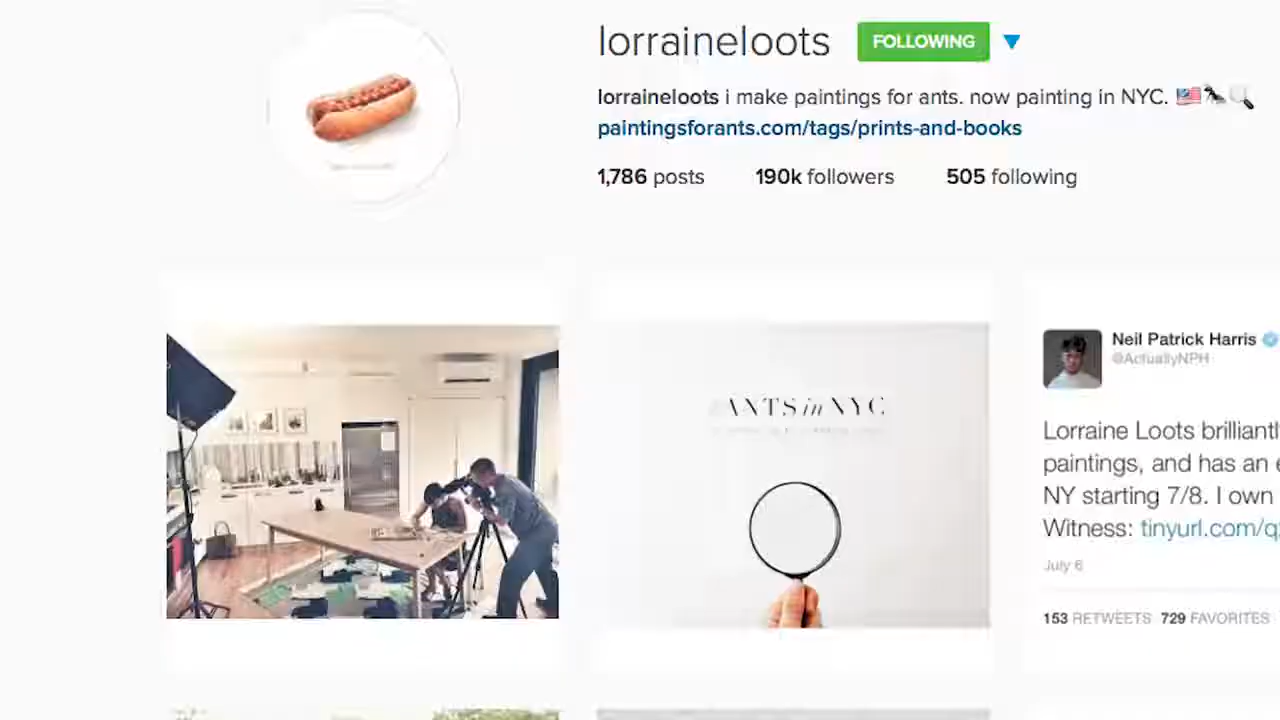 lorraineloots FOLLOWING
lorraineloots i make paintings for ants. now painting in NYC.
paintingsforants.com/tags/prints-and-books
1,786 posts 190k followers 505 following
ANTS in NYC
Neil Patrick Harris
@ActuallyNPH
Lorraine Loots brilliantl
paintings, and has an e
NY starting 7/8. I own
Witness: tinyurl.com/q
July 6
153 RETWEETS 729 FAVORITES